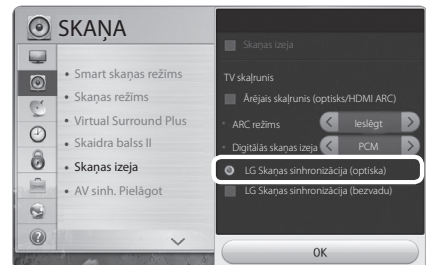 SKAŅA
• Smart skaņas režīms
• Skaņas režīms
• Virtual Surround Plus
• Skaidra balss II
• Skaņas izeja
• AV sinh. Pielāgot
Skaņas izeja
TV skaļrunis
Ārējais skaļrunis (optisks/HDMI ARC)
• ARC režīms < Ieslēgt >
• Digitālās skaņas izeja < PCM >
LG Skaņas sinhronizācija (optiska)
LG Skaņas sinhronizācija (bezvadu)
OK